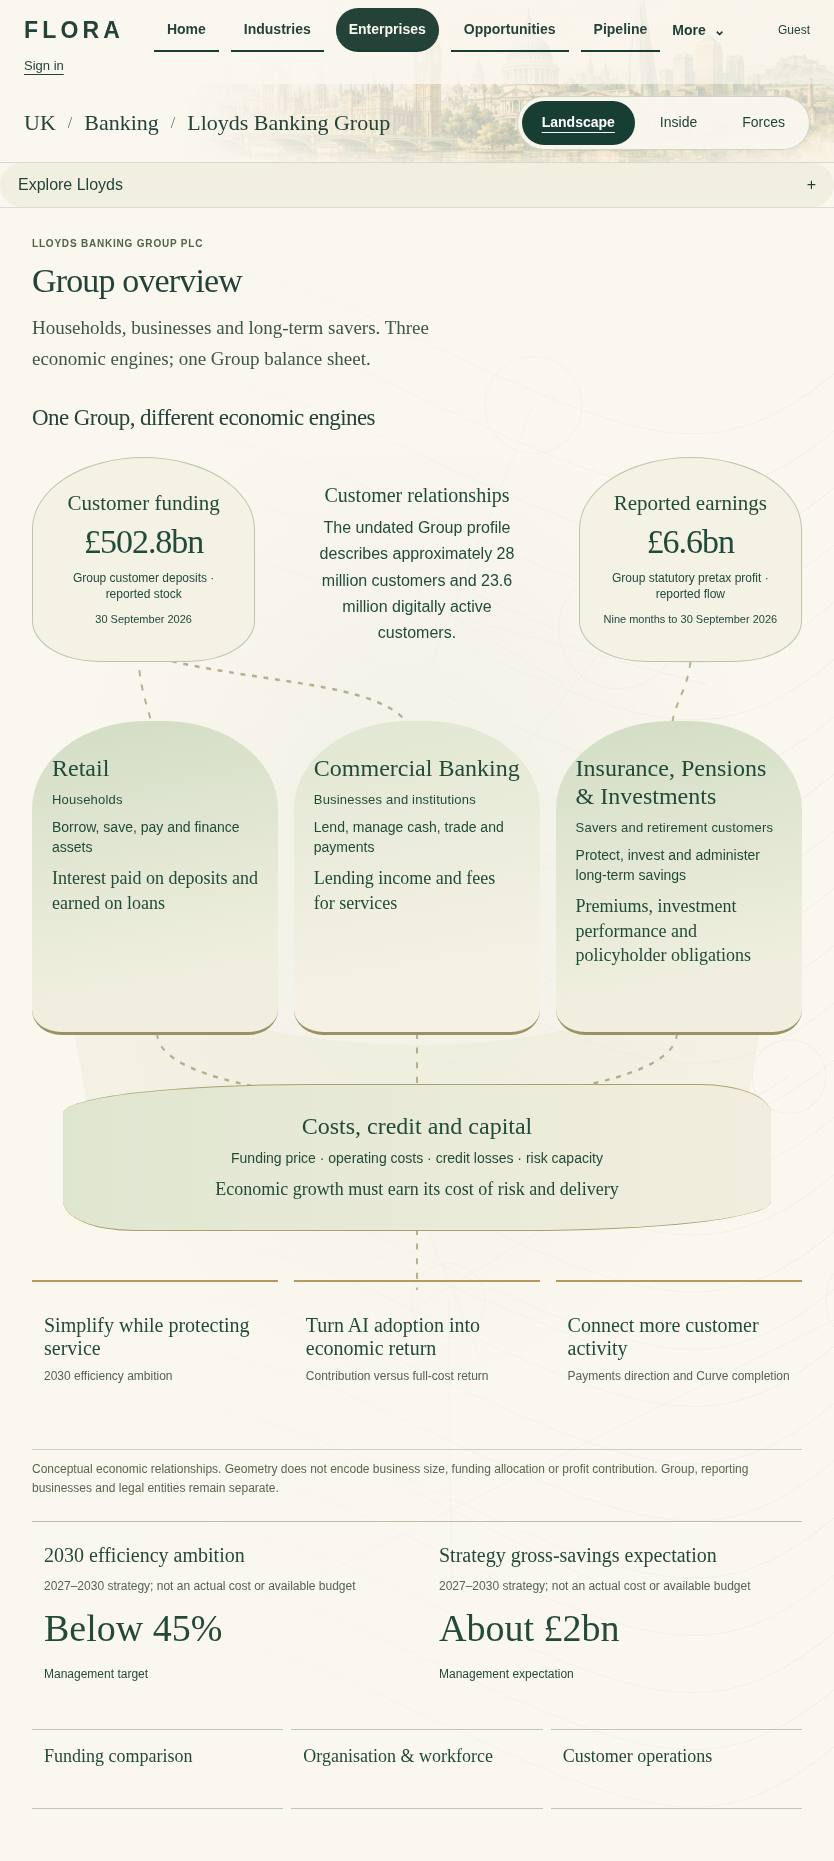 FLORA
Home
Industries
Enterprises
Opportunities
Pipeline
More
Guest
Sign in
UK / Banking / Lloyds Banking Group
Landscape
Inside
Forces
Explore Lloyds
+
LLOYDS BANKING GROUP PLC
Group overview
Households, businesses and long-term savers. Three
economic engines; one Group balance sheet.
One Group, different economic engines
Customer funding
£502.8bn
Group customer deposits ·
reported stock
30 September 2026
Customer relationships
The undated Group profile
describes approximately 28
million customers and 23.6
million digitally active
customers.
Reported earnings
£6.6bn
Group statutory pretax profit ·
reported flow
Nine months to 30 September 2026
Retail
Households
Borrow, save, pay and finance
assets
Interest paid on deposits and
earned on loans
Commercial Banking
Businesses and institutions
Lend, manage cash, trade and
payments
Lending income and fees
for services
Insurance, Pensions
& Investments
Savers and retirement customers
Protect, invest and administer
long-term savings
Premiums, investment
performance and
policyholder obligations
Costs, credit and capital
Funding price · operating costs · credit losses · risk capacity
Economic growth must earn its cost of risk and delivery
Simplify while protecting
service
2030 efficiency ambition
Turn AI adoption into
economic return
Contribution versus full-cost return
Connect more customer
activity
Payments direction and Curve completion
Conceptual economic relationships. Geometry does not encode business size, funding allocation or profit contribution. Group, reporting
businesses and legal entities remain separate.
2030 efficiency ambition
2027–2030 strategy; not an actual cost or available budget
Below 45%
Management target
Strategy gross-savings expectation
2027–2030 strategy; not an actual cost or available budget
About £2bn
Management expectation
Funding comparison
Organisation & workforce
Customer operations